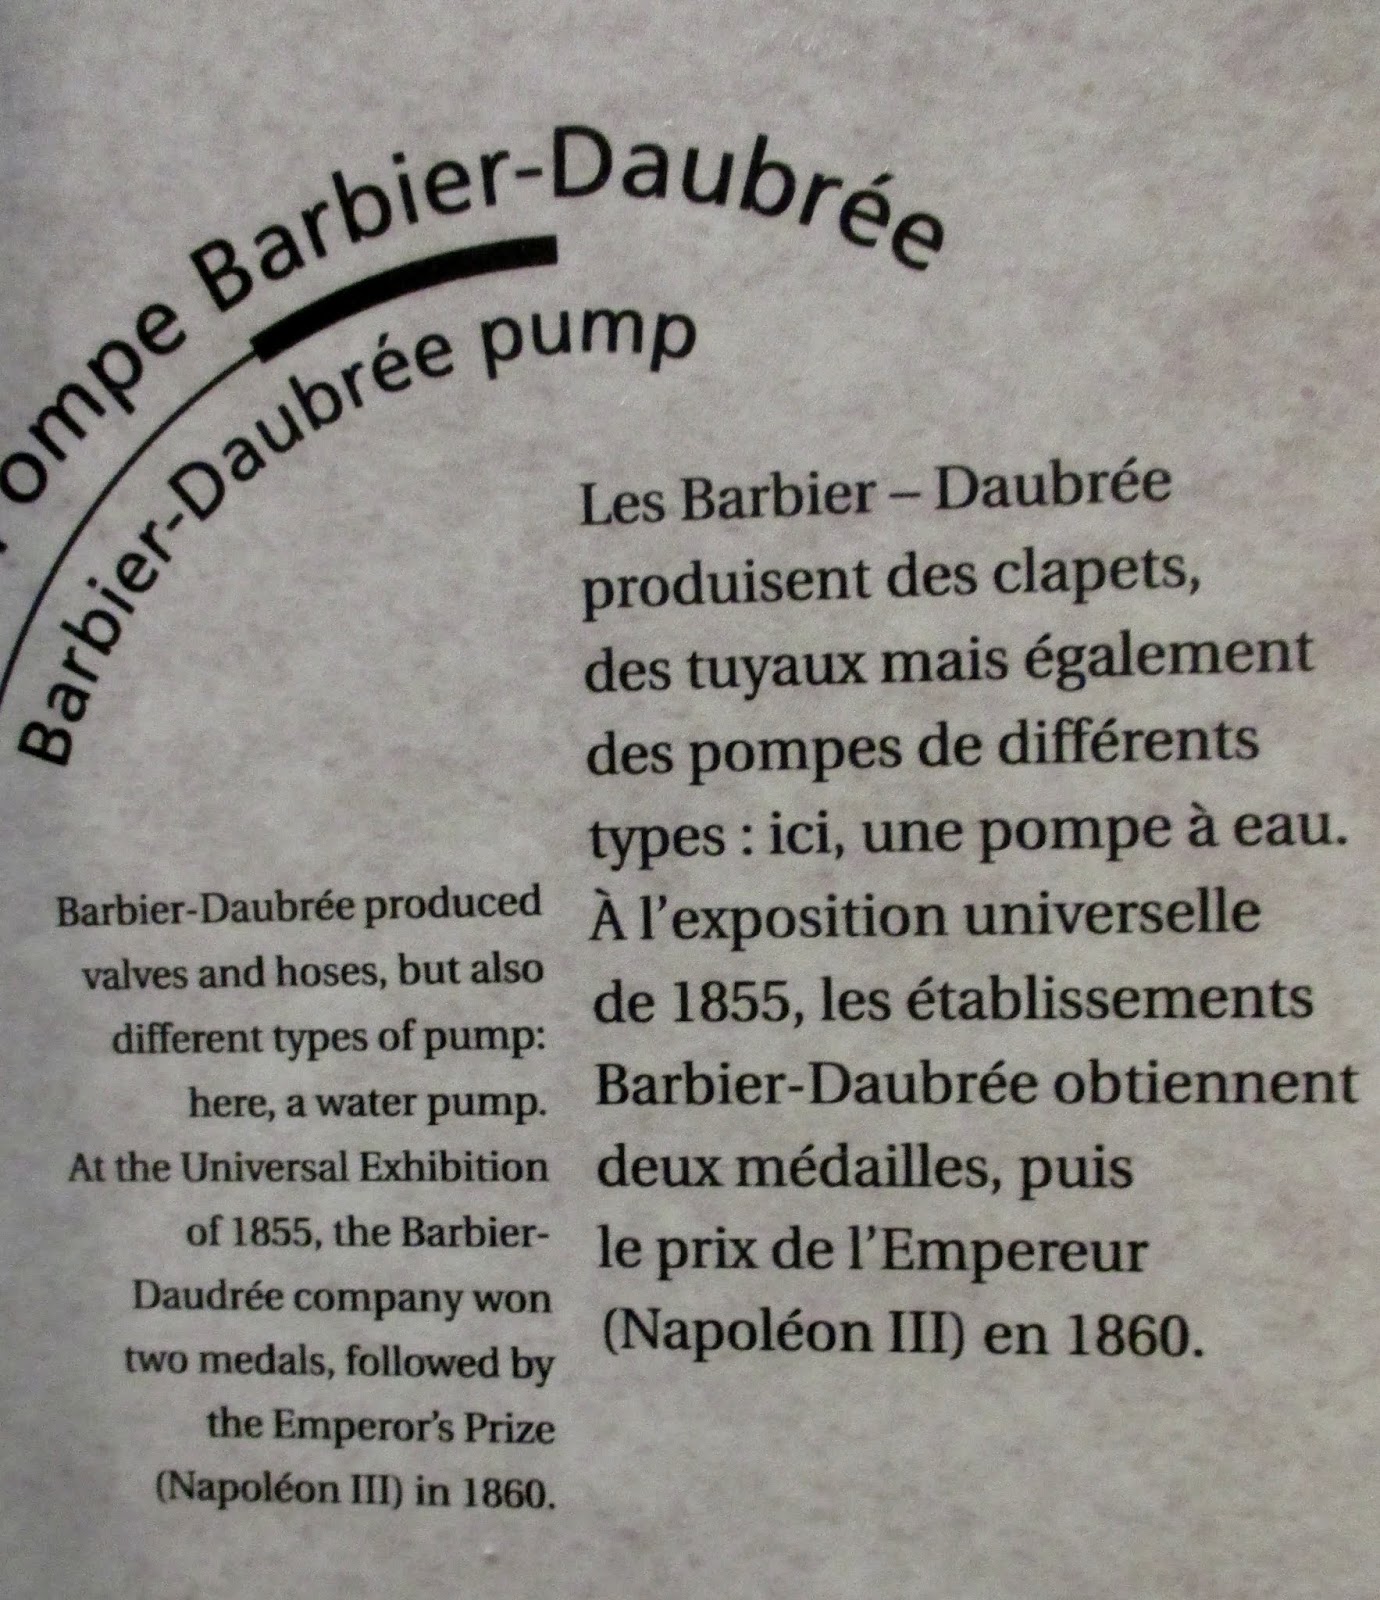 Pompe Barbier-Daubrée
Barbier-Daubrée pump
Les Barbier – Daubrée
produisent des clapets,
des tuyaux mais également
des pompes de différents
types : ici, une pompe à eau.
À l’exposition universelle
de 1855, les établissements
Barbier-Daubrée obtiennent
deux médailles, puis
le prix de l’Empereur
(Napoléon III) en 1860.
Barbier-Daubrée produced
valves and hoses, but also
different types of pump:
here, a water pump.
At the Universal Exhibition
of 1855, the Barbier-
Daudrée company won
two medals, followed by
the Emperor’s Prize
(Napoléon III) in 1860.